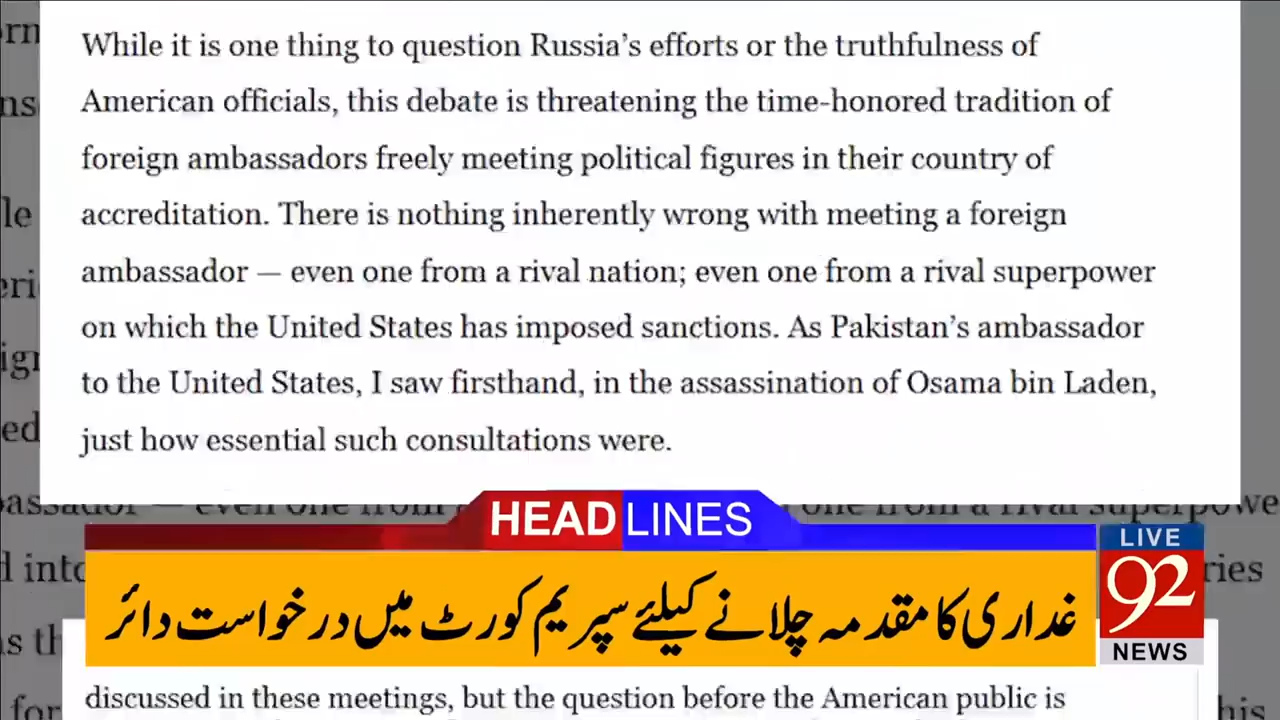 While it is one thing to question Russia’s efforts or the truthfulness of
American officials, this debate is threatening the time-honored tradition of
foreign ambassadors freely meeting political figures in their country of
accreditation. There is nothing inherently wrong with meeting a foreign
ambassador — even one from a rival nation; even one from a rival superpower
on which the United States has imposed sanctions. As Pakistan’s ambassador
to the United States, I saw firsthand, in the assassination of Osama bin Laden,
just how essential such consultations were.
HEADLINES
LIVE
92
NEWS
غداری کا مقدمہ چلانے کیلئے سپریم کورٹ میں درخواست دائر
discussed in these meetings, but the question before the American public is